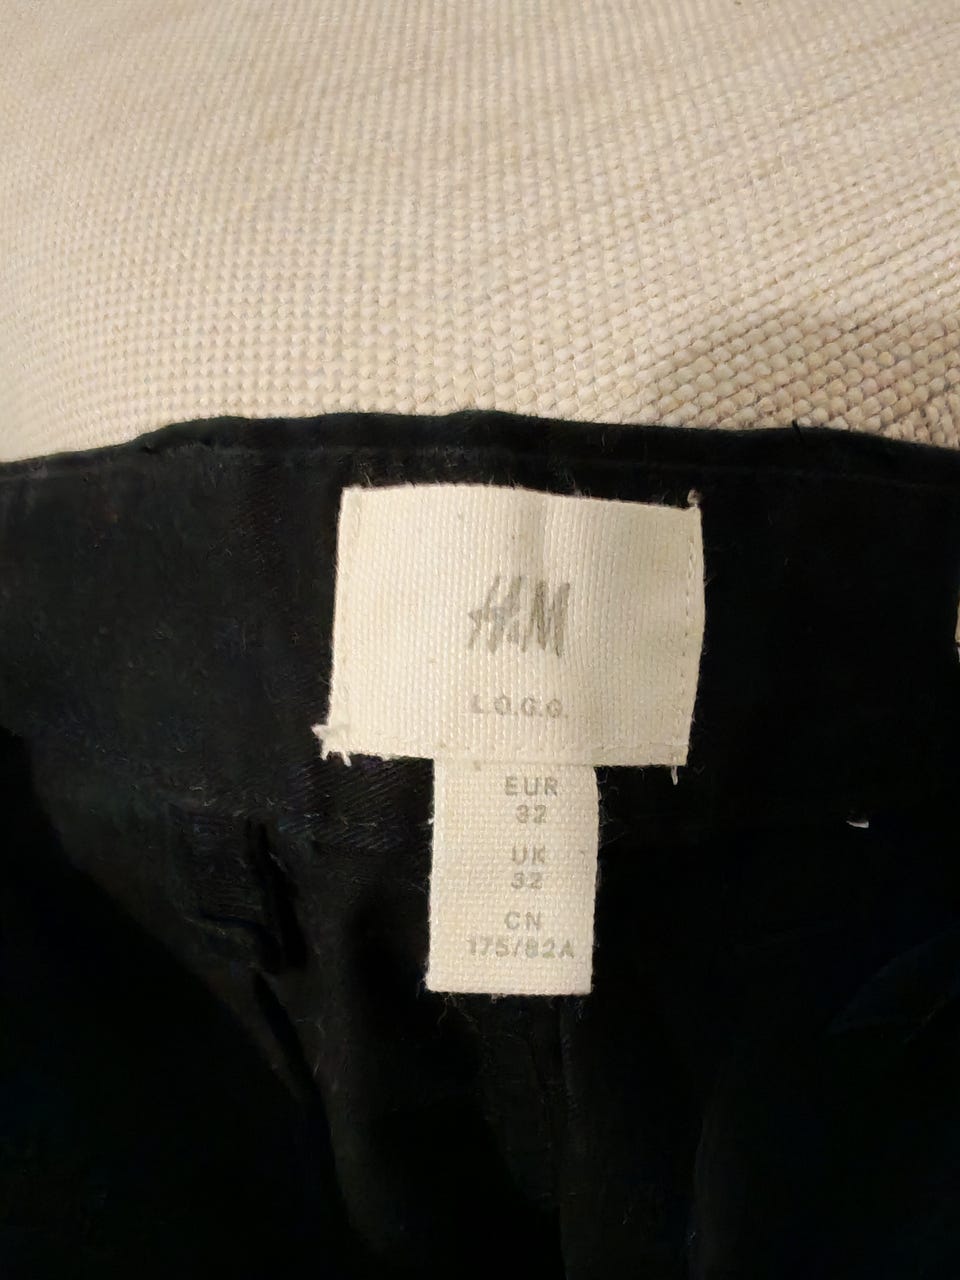 H&M
L.O.G.G.
EUR
32
UK
32
CN
175/82A